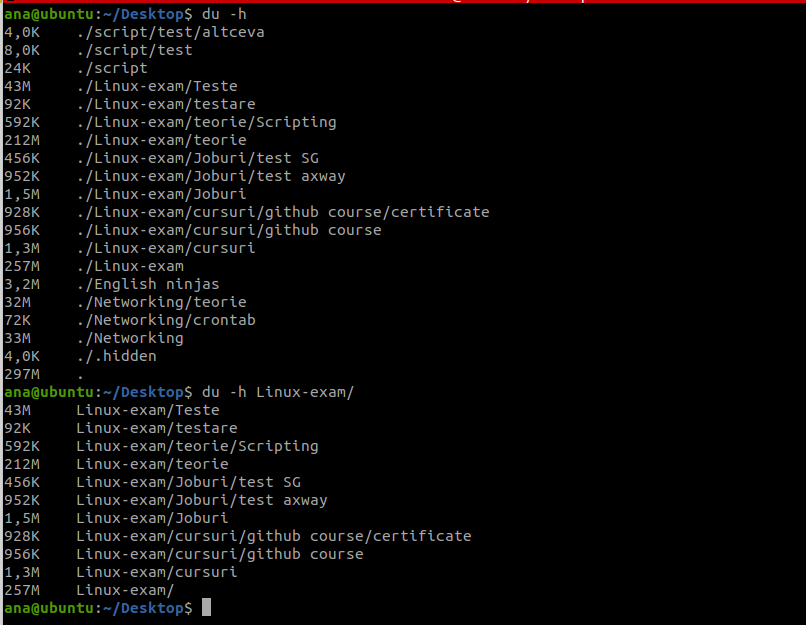 ana@ubuntu:~/Desktop$ du -h
4,0K    ./script/test/altceva
8,0K    ./script/test
24K     ./script
43M     ./Linux-exam/Teste
92K     ./Linux-exam/testare
592K    ./Linux-exam/teorie/Scripting
212M    ./Linux-exam/teorie
456K    ./Linux-exam/Joburi/test SG
952K    ./Linux-exam/Joburi/test axway
1,5M    ./Linux-exam/Joburi
928K    ./Linux-exam/cursuri/github course/certificate
956K    ./Linux-exam/cursuri/github course
1,3M    ./Linux-exam/cursuri
257M    ./Linux-exam
3,2M    ./English ninjas
32M     ./Networking/teorie
72K     ./Networking/crontab
33M     ./Networking
4,0K    ./.hidden
297M    .
ana@ubuntu:~/Desktop$ du -h Linux-exam/
43M     Linux-exam/Teste
92K     Linux-exam/testare
592K    Linux-exam/teorie/Scripting
212M    Linux-exam/teorie
456K    Linux-exam/Joburi/test SG
952K    Linux-exam/Joburi/test axway
1,5M    Linux-exam/Joburi
928K    Linux-exam/cursuri/github course/certificate
956K    Linux-exam/cursuri/github course
1,3M    Linux-exam/cursuri
257M    Linux-exam/
ana@ubuntu:~/Desktop$